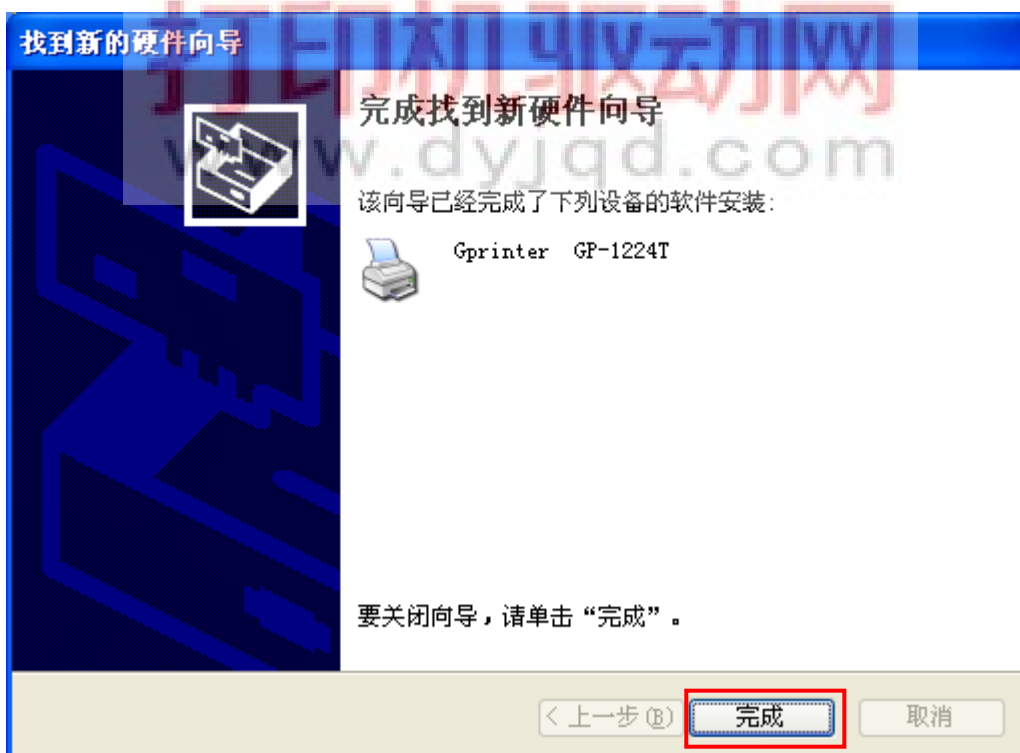 打印机驱动网
找到新的硬件向导
完成找到新硬件向导
www.dyjqd.com
该向导已经完成了下列设备的软件安装:
Gprinter GP-1224T
要关闭向导，请单击“完成”。
< 上一步(B) 完成 取消